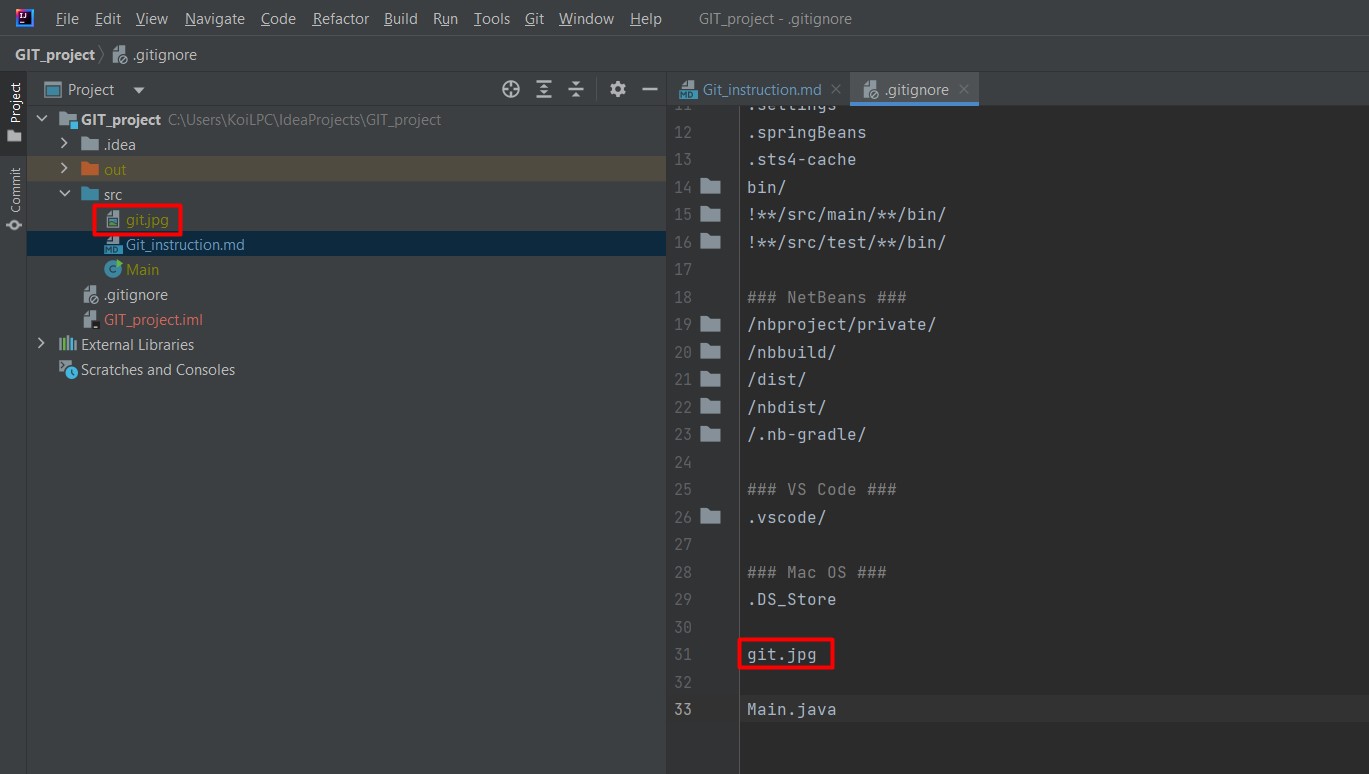 IJ
File Edit View Navigate Code Refactor Build Run Tools Git Window Help GIT_project - .gitignore
GIT_project .gitignore
Project
Commit
Project
GIT_project C:\Users\KoiLPC\IdeaProjects\GIT_project
.idea
out
src
git.jpg
Git_instruction.md
Main
.gitignore
GIT_project.iml
External Libraries
Scratches and Consoles
Git_instruction.md .gitignore
11 .settings
12 .springBeans
13 .sts4-cache
14 bin/
15 !**/src/main/**/bin/
16 !**/src/test/**/bin/
17
18 ### NetBeans ###
19 /nbproject/private/
20 /nbbuild/
21 /dist/
22 /nbdist/
23 /.nb-gradle/
24
25 ### VS Code ###
26 .vscode/
27
28 ### Mac OS ###
29 .DS_Store
30
31 git.jpg
32
33 Main.java